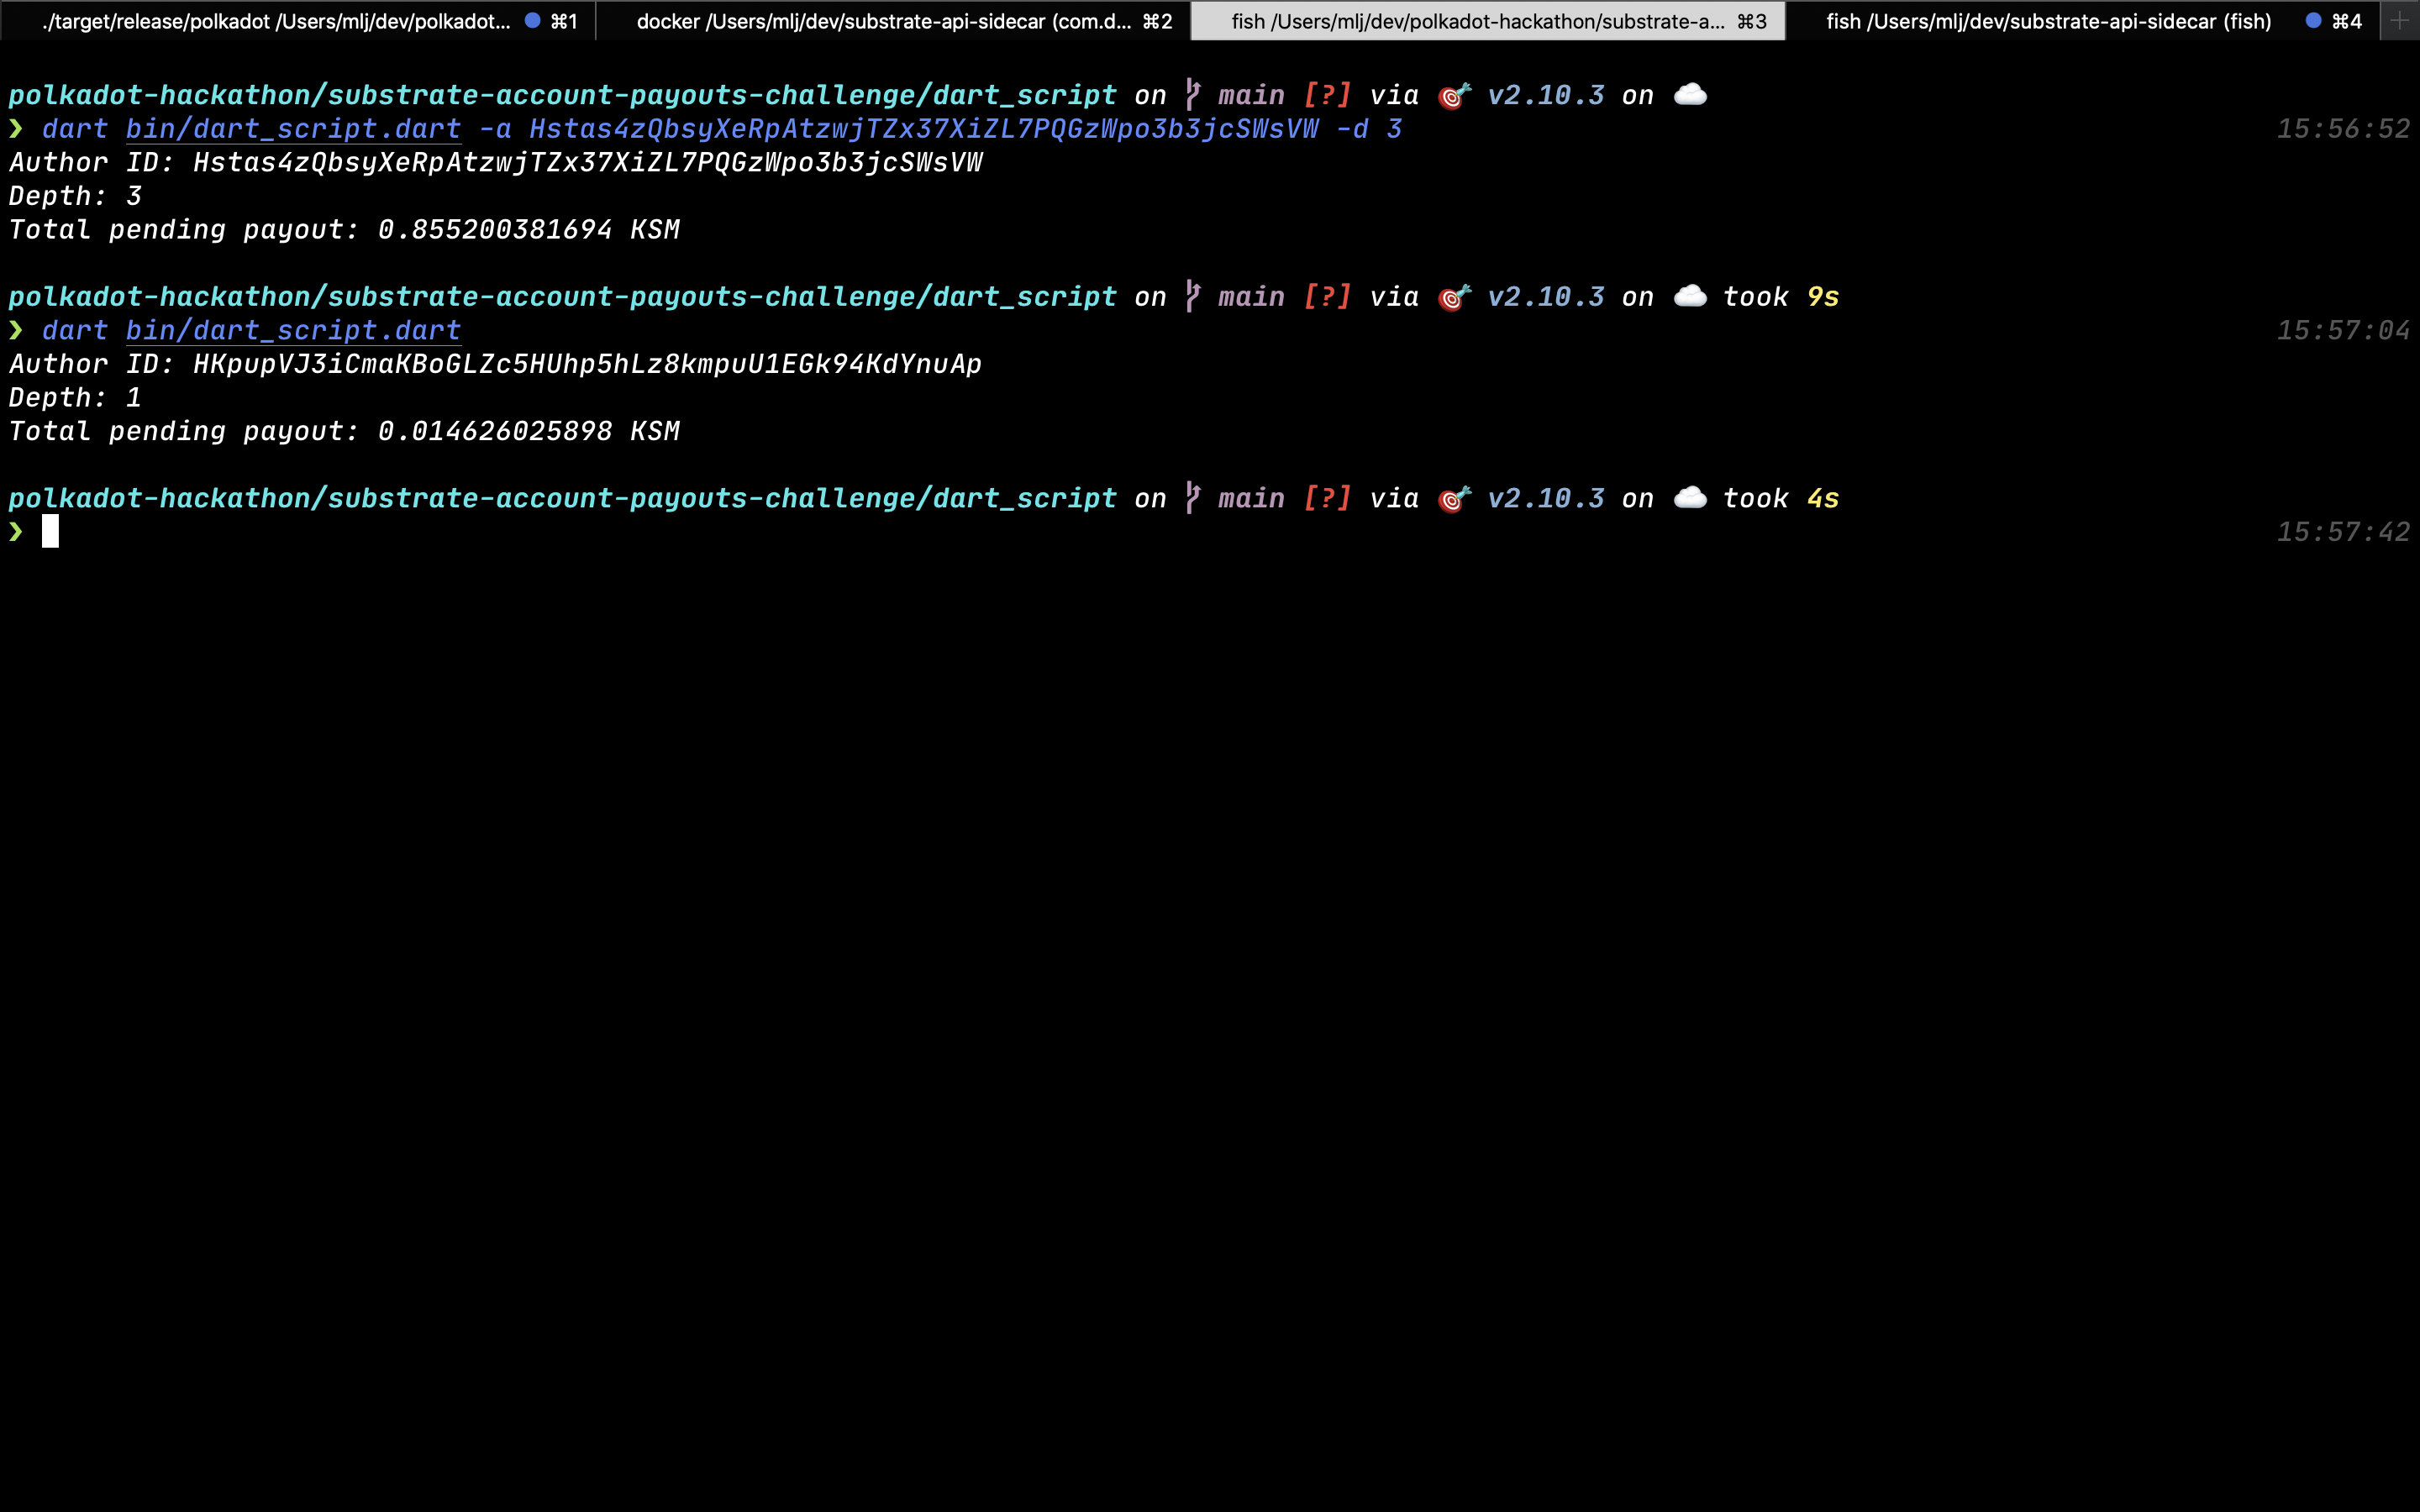 ./target/release/polkadot /Users/mlj/dev/polkadot... ⌘1
docker /Users/mlj/dev/substrate-api-sidecar (com.d... ⌘2
fish /Users/mlj/dev/polkadot-hackathon/substrate-a... ⌘3
fish /Users/mlj/dev/substrate-api-sidecar (fish) ⌘4
polkadot-hackathon/substrate-account-payouts-challenge/dart_script on main [?] via 🎯 v2.10.3 on ☁️
❯ dart bin/dart_script.dart -a Hstas4zQbsyXeRpAtzwjTZx37XiZL7PQGzWpo3b3jcSWsVW -d 3 15:56:52
Author ID: Hstas4zQbsyXeRpAtzwjTZx37XiZL7PQGzWpo3b3jcSWsVW
Depth: 3
Total pending payout: 0.855200381694 KSM
polkadot-hackathon/substrate-account-payouts-challenge/dart_script on main [?] via 🎯 v2.10.3 on ☁️ took 9s
❯ dart bin/dart_script.dart 15:57:04
Author ID: HKpupVJ3iCmaKBoGLZc5HUhp5hLz8kmpuU1EGk94KdYnuAp
Depth: 1
Total pending payout: 0.014626025898 KSM
polkadot-hackathon/substrate-account-payouts-challenge/dart_script on main [?] via 🎯 v2.10.3 on ☁️ took 4s
❯ 15:57:42